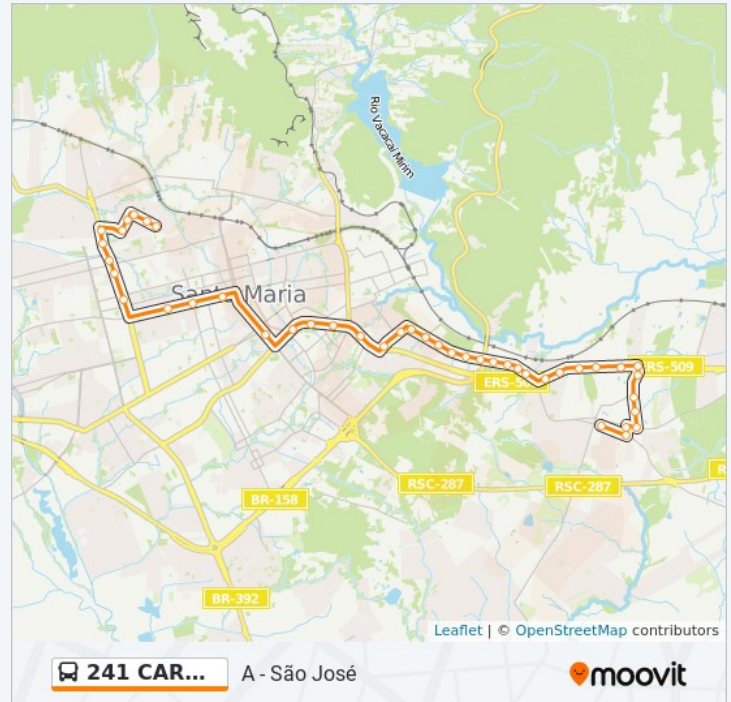 Rio Vacacaí Mirim
Santa Maria
ERS-509
ERS-50
RSC-287
RSC-287
R
BR-158
BR-392
Leaflet | © OpenStreetMap contributors
241 CAR...
A - São José
moovit